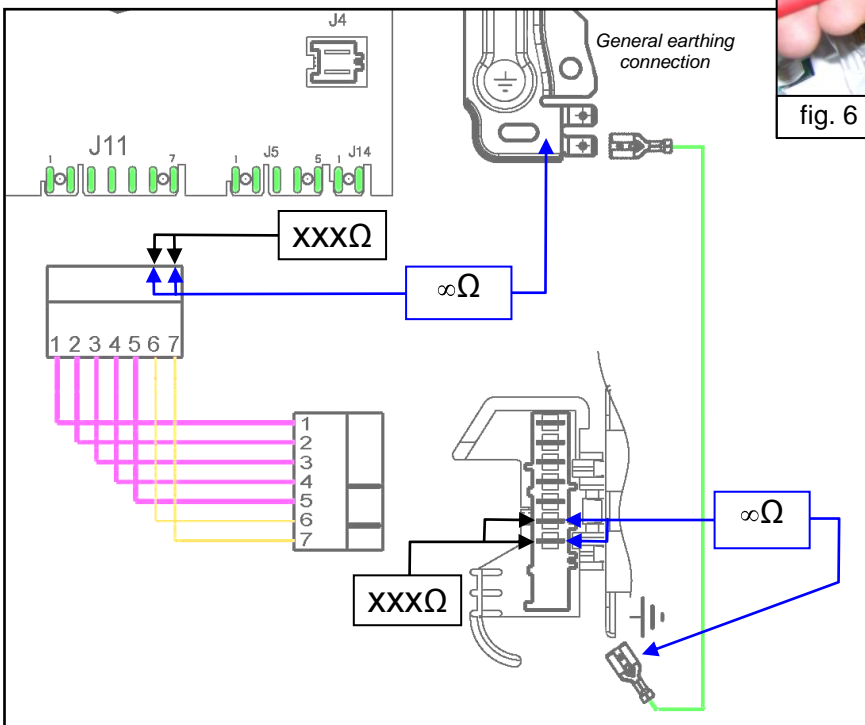 J4
General earthing
connection
fig. 6
J11
1
7
1
J5
5
1
J14
xxxΩ
∞Ω
1 2 3 4 5 6 7
1
2
3
4
5
6
7
∞Ω
xxxΩ